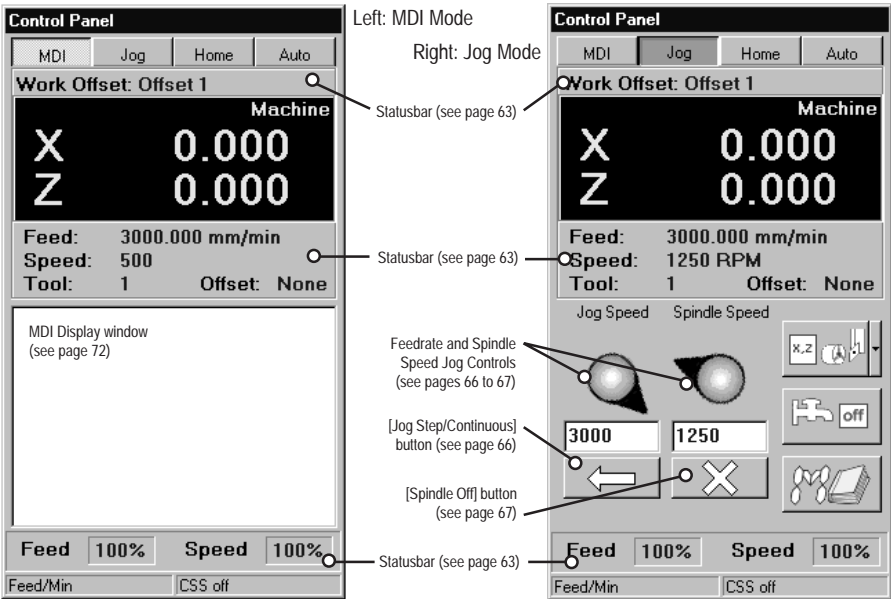 Control Panel
MDI Jog Home Auto
Work Offset: Offset 1
Machine
X 0.000
Z 0.000
Feed: 3000.000 mm/min
Speed: 500
Tool: 1 Offset: None
MDI Display window
(see page 72)
Feed 100% Speed 100%
Feed/Min CSS off
Left: MDI Mode
Right: Jog Mode
Statusbar (see page 63)
Statusbar (see page 63)
Feedrate and Spindle
Speed Jog Controls
(see pages 66 to 67)
[Jog Step/Continuous]
button (see page 66)
[Spindle Off] button
(see page 67)
Statusbar (see page 63)
Control Panel
MDI Jog Home Auto
Work Offset: Offset 1
Machine
X 0.000
Z 0.000
Feed: 3000.000 mm/min
Speed: 1250 RPM
Tool: 1 Offset: None
Jog Speed Spindle Speed
x,z
off
3000 1250
Feed 100% Speed 100%
Feed/Min CSS off